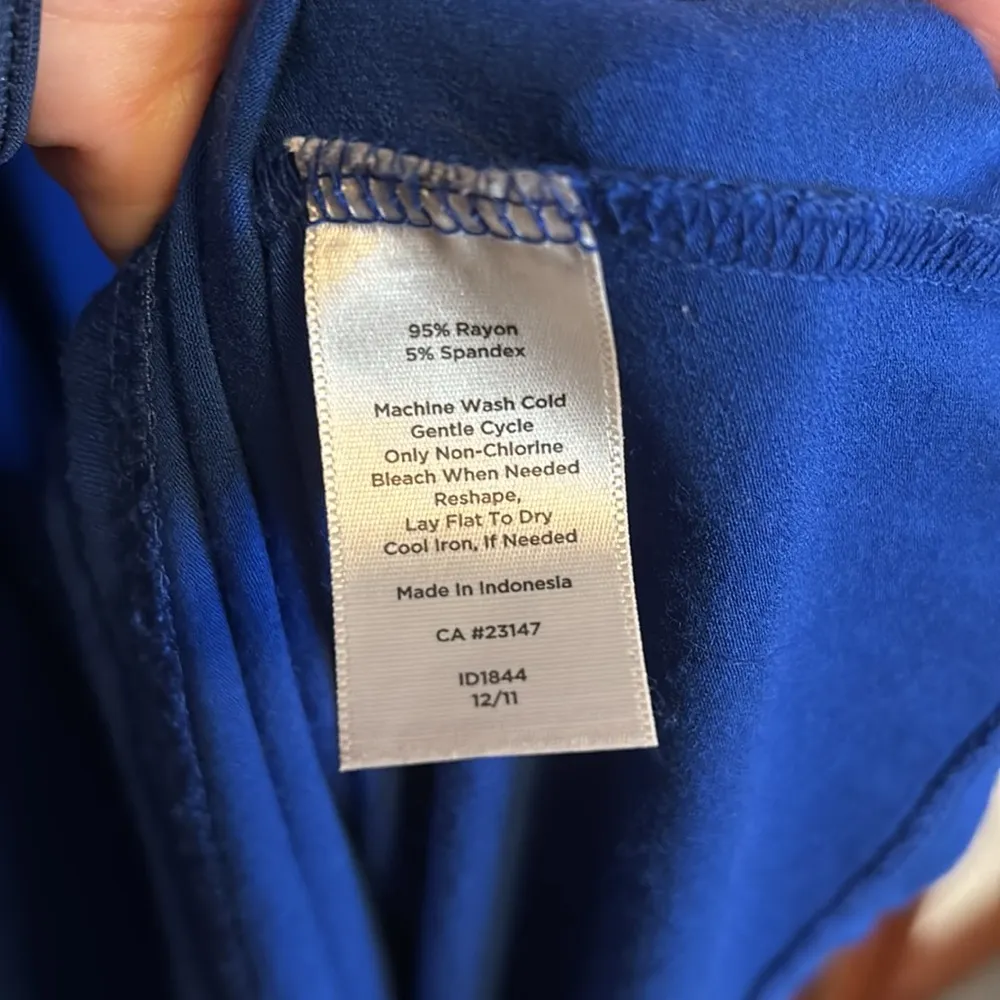 95% Rayon
5% Spandex
Machine Wash Cold
Gentle Cycle
Only Non-Chlorine
Bleach When Needed
Reshape,
Lay Flat To Dry
Cool Iron, If Needed
Made In Indonesia
CA #23147
ID1844
12/11